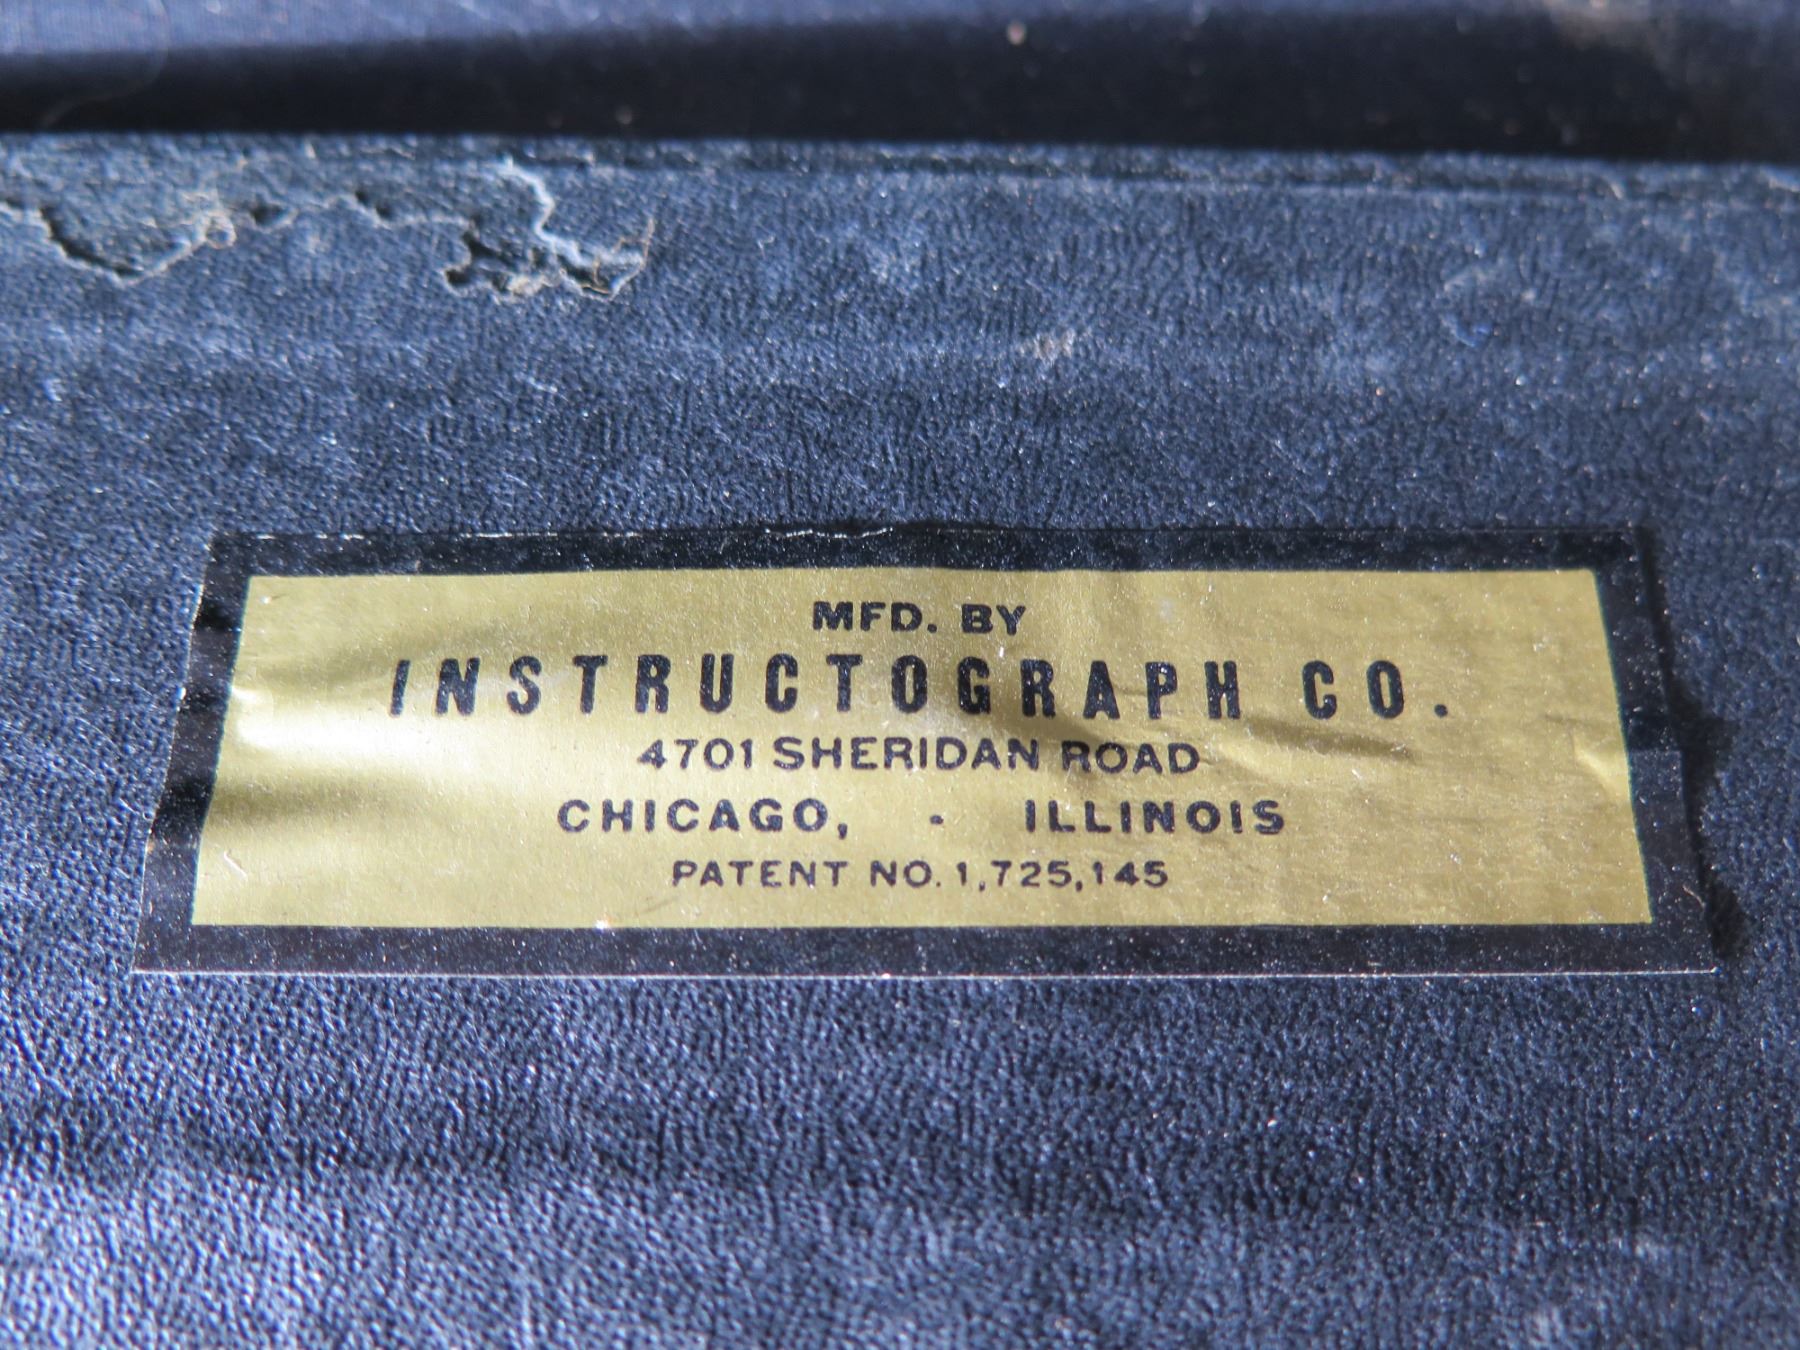 MFD. BY
INSTRUCTOGRAPH CO.
4701 SHERIDAN ROAD
CHICAGO, - ILLINOIS
PATENT NO. 1,725,145